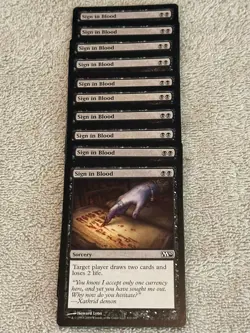 Sign in Blood
Sign in Blood
Sign in Blood
Sign in Blood
Sign in Blood
Sign in Blood
Sign in Blood
Sign in Blood
Sign in Blood
Sign in Blood
Sorcery
Target player draws two cards and
loses 2 life.
"You know I accept only one currency
here, and yet you have sought me out.
Why now do you hesitate?"
—Xathrid demon
Howard Lyon